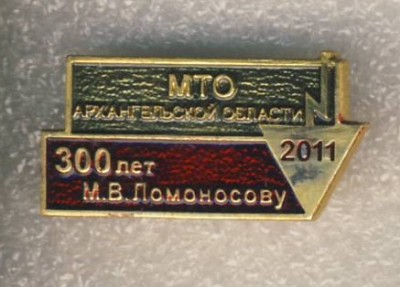 МТО
АРХАНГЕЛЬСКОЙ ОБЛАСТИ
300 лет 2011
М.В.Ломоносову